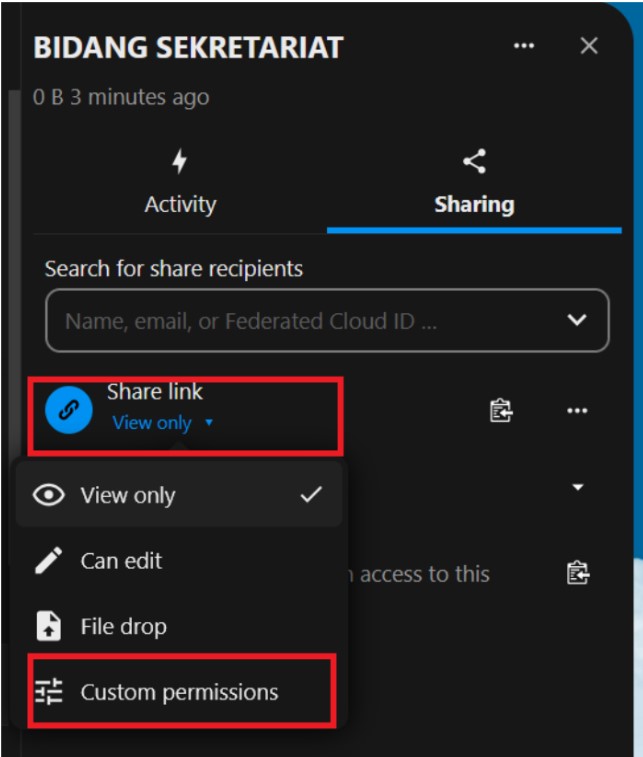 BIDANG SEKRETARIAT
0 B 3 minutes ago
Activity
Sharing
Search for share recipients
Name, email, or Federated Cloud ID ...
Share link
View only
View only
Can edit
access to this
File drop
Custom permissions